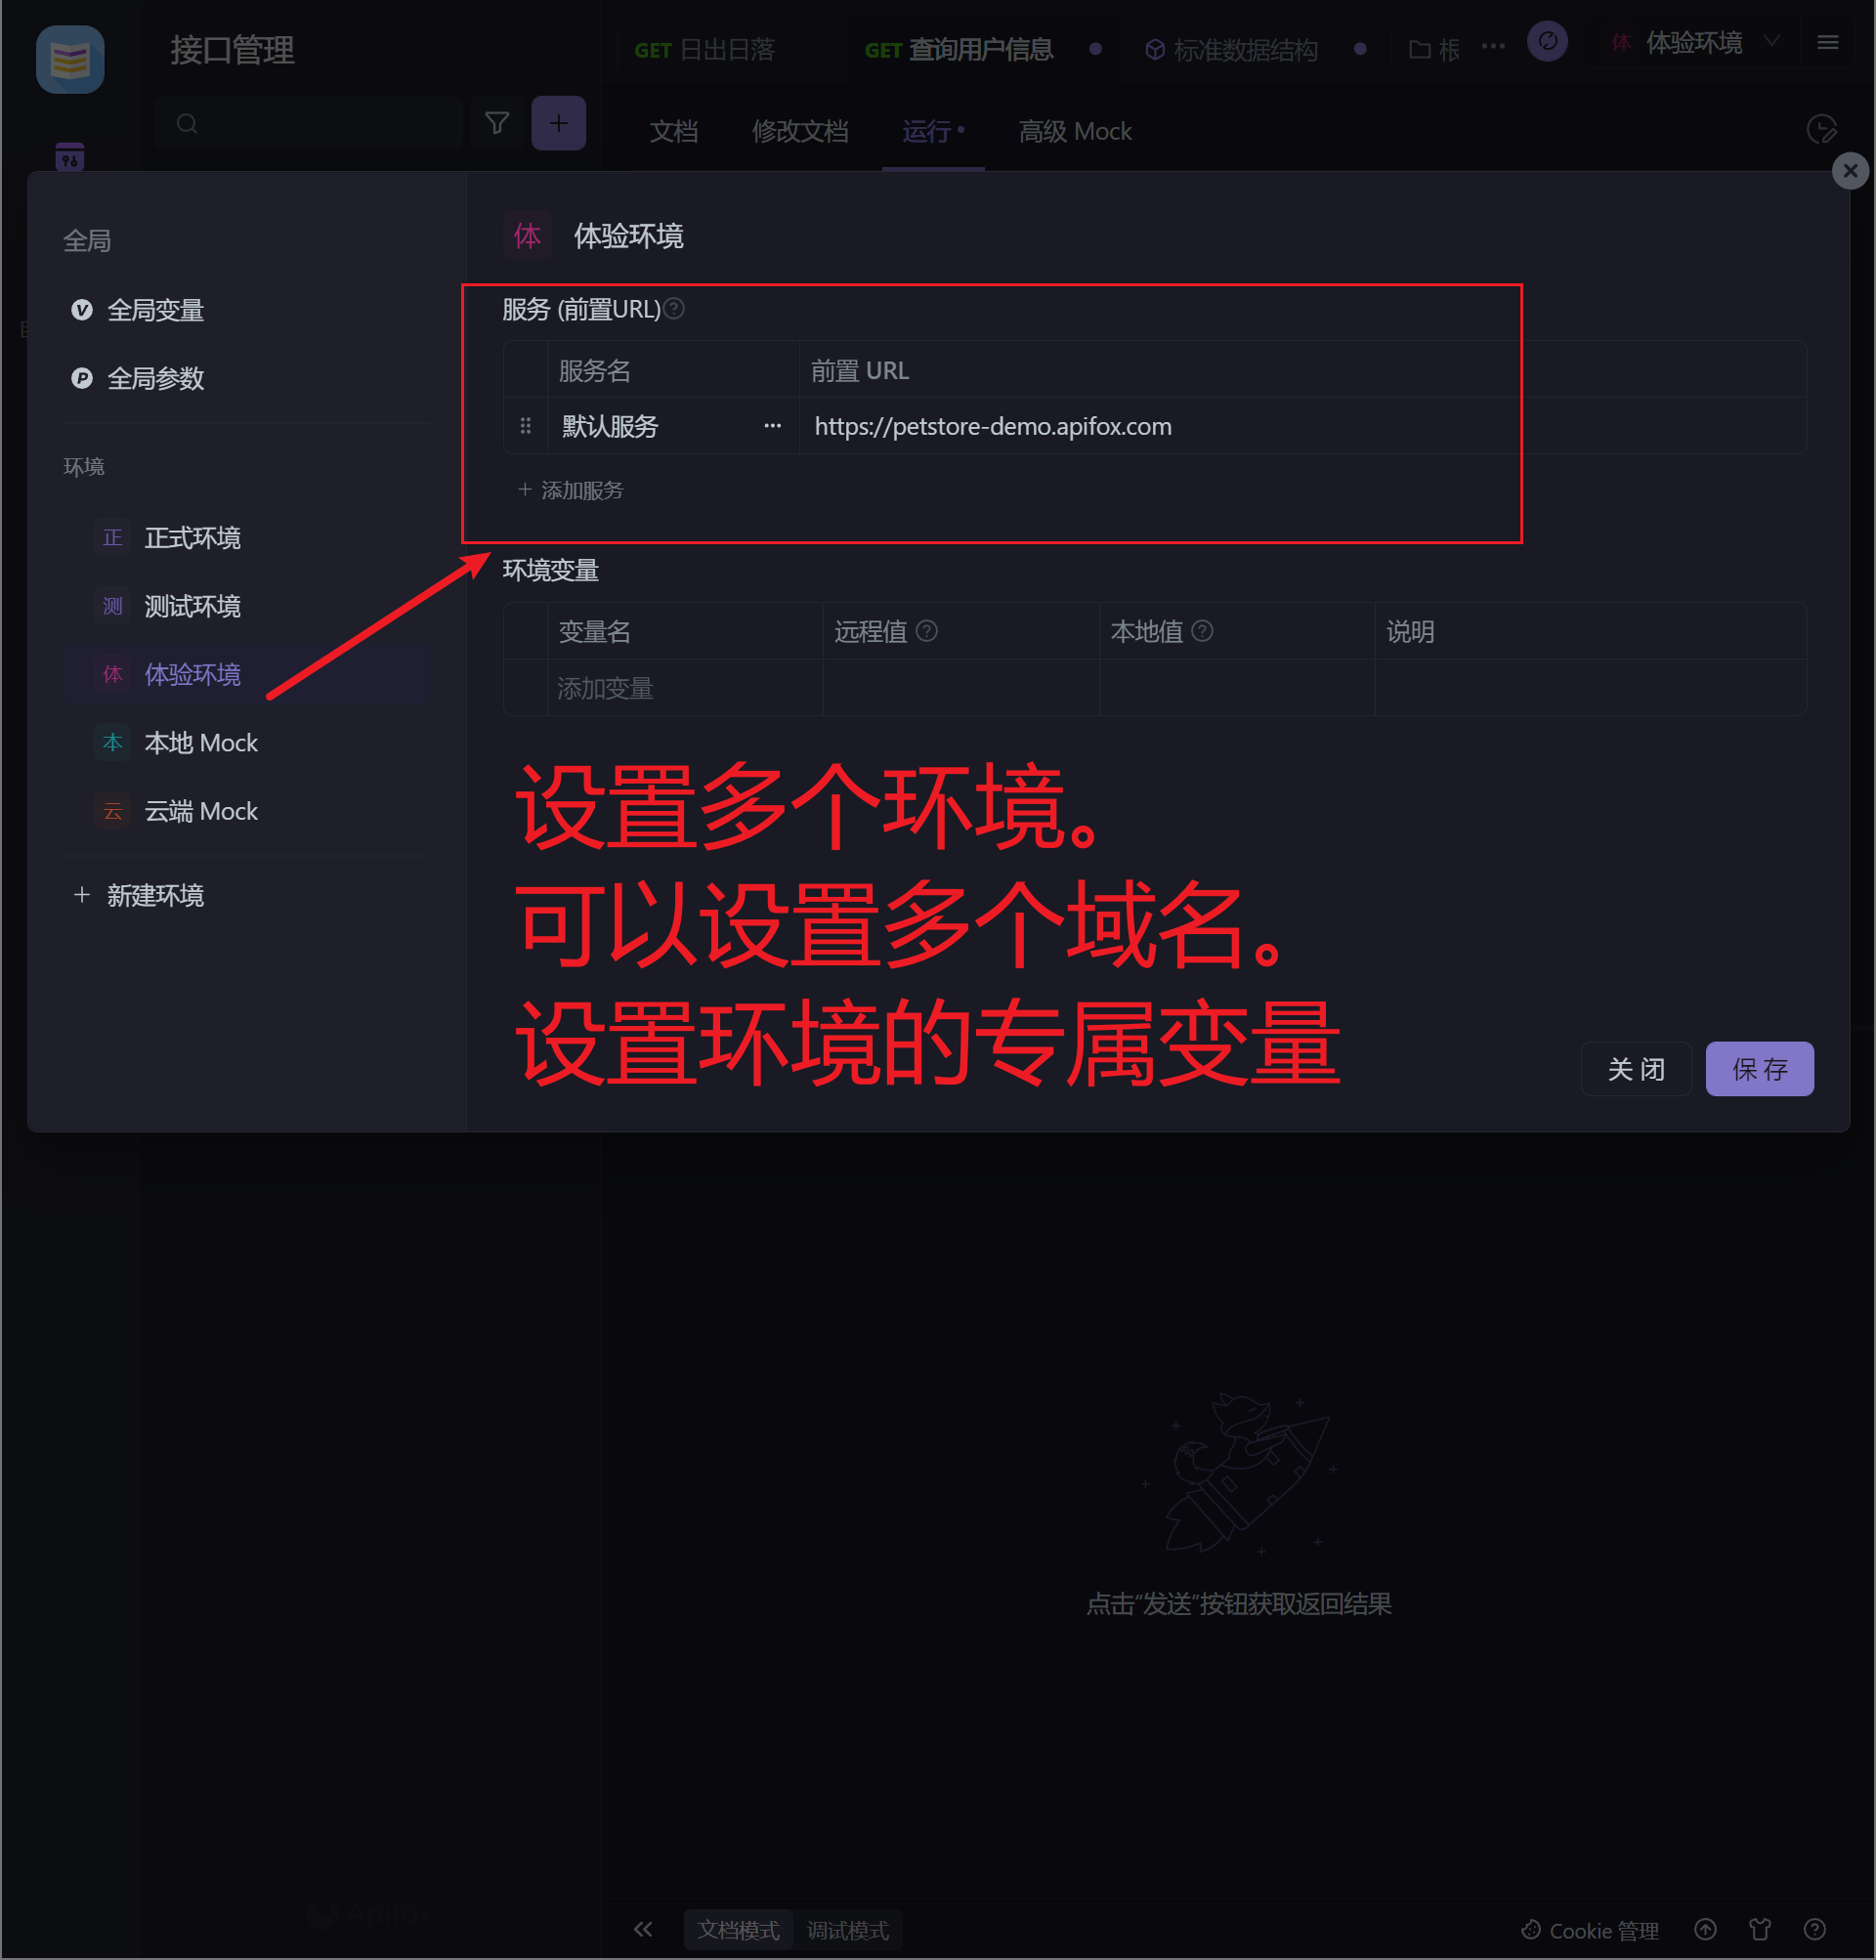 接口管理
GET 日出日落
GET 查询用户信息
标准数据结构
根
体 体验环境
文档
修改文档
运行
高级 Mock
全局
V 全局变量
P 全局参数
环境
正 正式环境
测 测试环境
体 体验环境
本 本地 Mock
云 云端 Mock
+ 新建环境
体 体验环境
服务 (前置URL)
服务名 前置 URL
默认服务 ... https://petstore-demo.apifox.com
+ 添加服务
环境变量
变量名 远程值 本地值 说明
添加变量
设置多个环境。
可以设置多个域名。
设置环境的专属变量
关 闭 保 存
点击“发送”按钮获取返回结果
Apifox
文档模式 调试模式
Cookie 管理